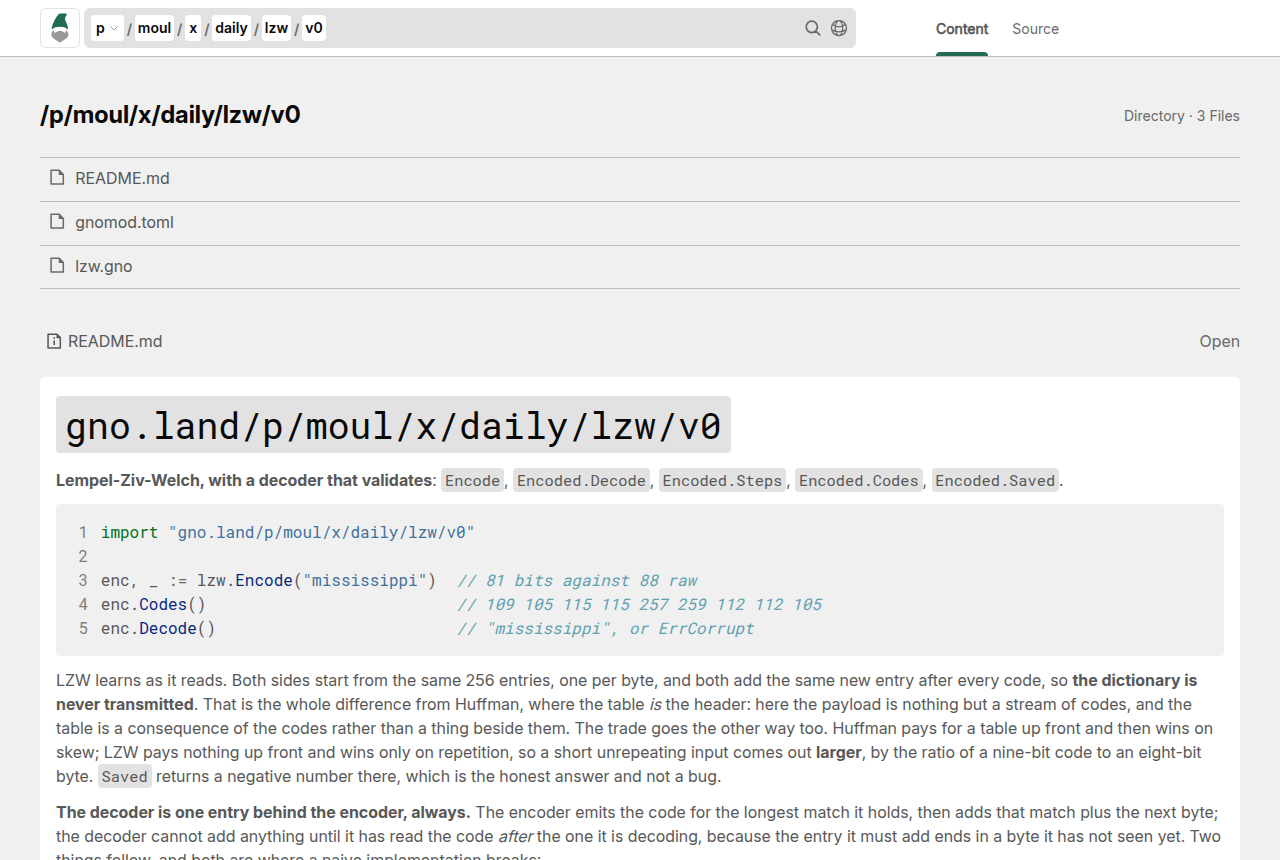 p / moul / x / daily / lzw / v0
Content
Source
/p/moul/x/daily/lzw/v0
Directory · 3 Files
README.md
gnomod.toml
lzw.gno
README.md
Open
gno.land/p/moul/x/daily/lzw/v0
Lempel-Ziv-Welch, with a decoder that validates: Encode, Encoded.Decode, Encoded.Steps, Encoded.Codes, Encoded.Saved.
1 import "gno.land/p/moul/x/daily/lzw/v0"
2
3 enc, _ := lzw.Encode("mississippi")  // 81 bits against 88 raw
4 enc.Codes()                          // 109 105 115 115 257 259 112 112 105
5 enc.Decode()                         // "mississippi", or ErrCorrupt
LZW learns as it reads. Both sides start from the same 256 entries, one per byte, and both add the same new entry after every code, so the dictionary is
never transmitted. That is the whole difference from Huffman, where the table is the header: here the payload is nothing but a stream of codes, and the
table is a consequence of the codes rather than a thing beside them. The trade goes the other way too. Huffman pays for a table up front and then wins on
skew; LZW pays nothing up front and wins only on repetition, so a short unrepeating input comes out larger, by the ratio of a nine-bit code to an eight-bit
byte. Saved returns a negative number there, which is the honest answer and not a bug.
The decoder is one entry behind the encoder, always. The encoder emits the code for the longest match it holds, then adds that match plus the next byte;
the decoder cannot add anything until it has read the code after the one it is decoding, because the entry it must add ends in a byte it has not seen yet. Two
things follow, and both are where a naive implementation breaks: